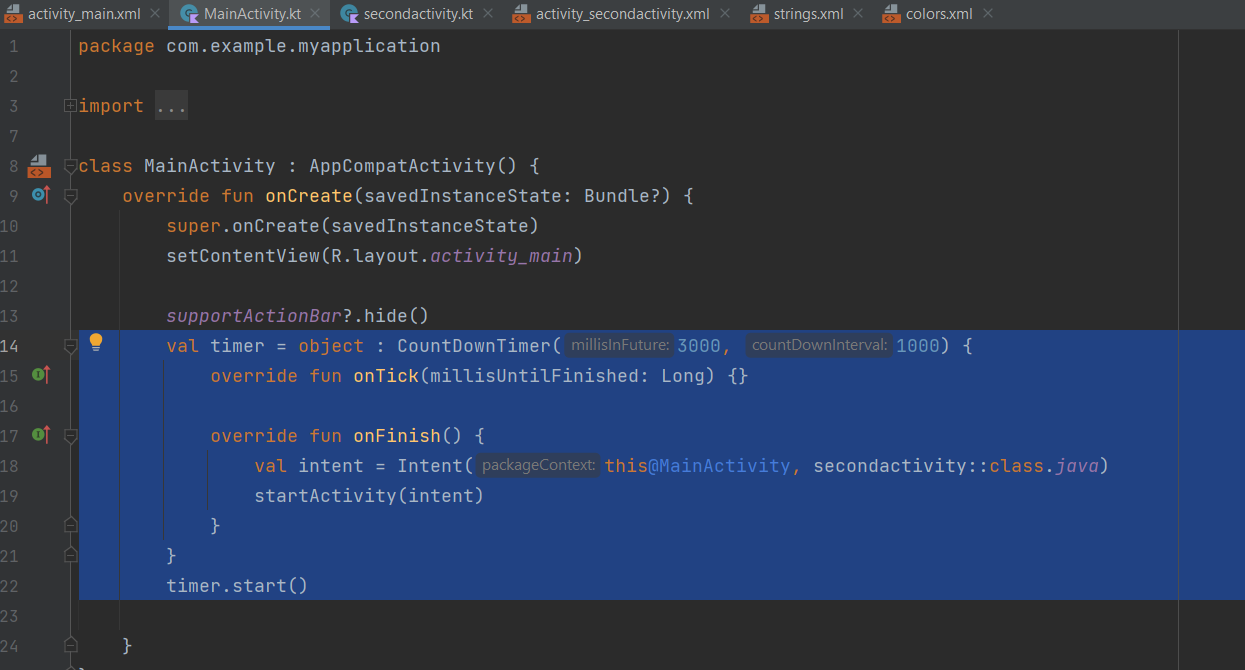 activity_main.xml MainActivity.kt secondactivity.kt activity_secondactivity.xml strings.xml colors.xml
1 package com.example.myapplication
2
3 import ...
7
8 class MainActivity : AppCompatActivity() {
9 override fun onCreate(savedInstanceState: Bundle?) {
10 super.onCreate(savedInstanceState)
11 setContentView(R.layout.activity_main)
12
13 supportActionBar?.hide()
14 val timer = object : CountDownTimer( millisInFuture: 3000, countDownInterval: 1000) {
15 override fun onTick(millisUntilFinished: Long) {}
16
17 override fun onFinish() {
18 val intent = Intent( packageContext: this@MainActivity, secondactivity::class.java)
19 startActivity(intent)
20 }
21 }
22 timer.start()
23
24 }